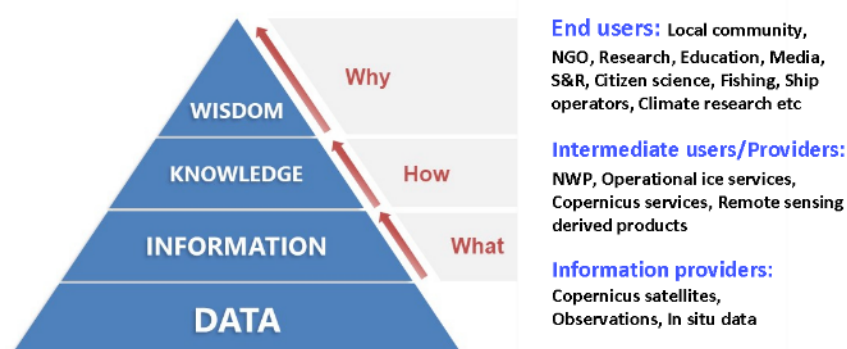 WISDOM
KNOWLEDGE
INFORMATION
DATA
Why
How
What
End users: Local community,
NGO, Research, Education, Media,
S&R, Citizen science, Fishing, Ship
operators, Climate research etc
Intermediate users/Providers:
NWP, Operational ice services,
Copernicus services, Remote sensing
derived products
Information providers:
Copernicus satellites,
Observations, In situ data